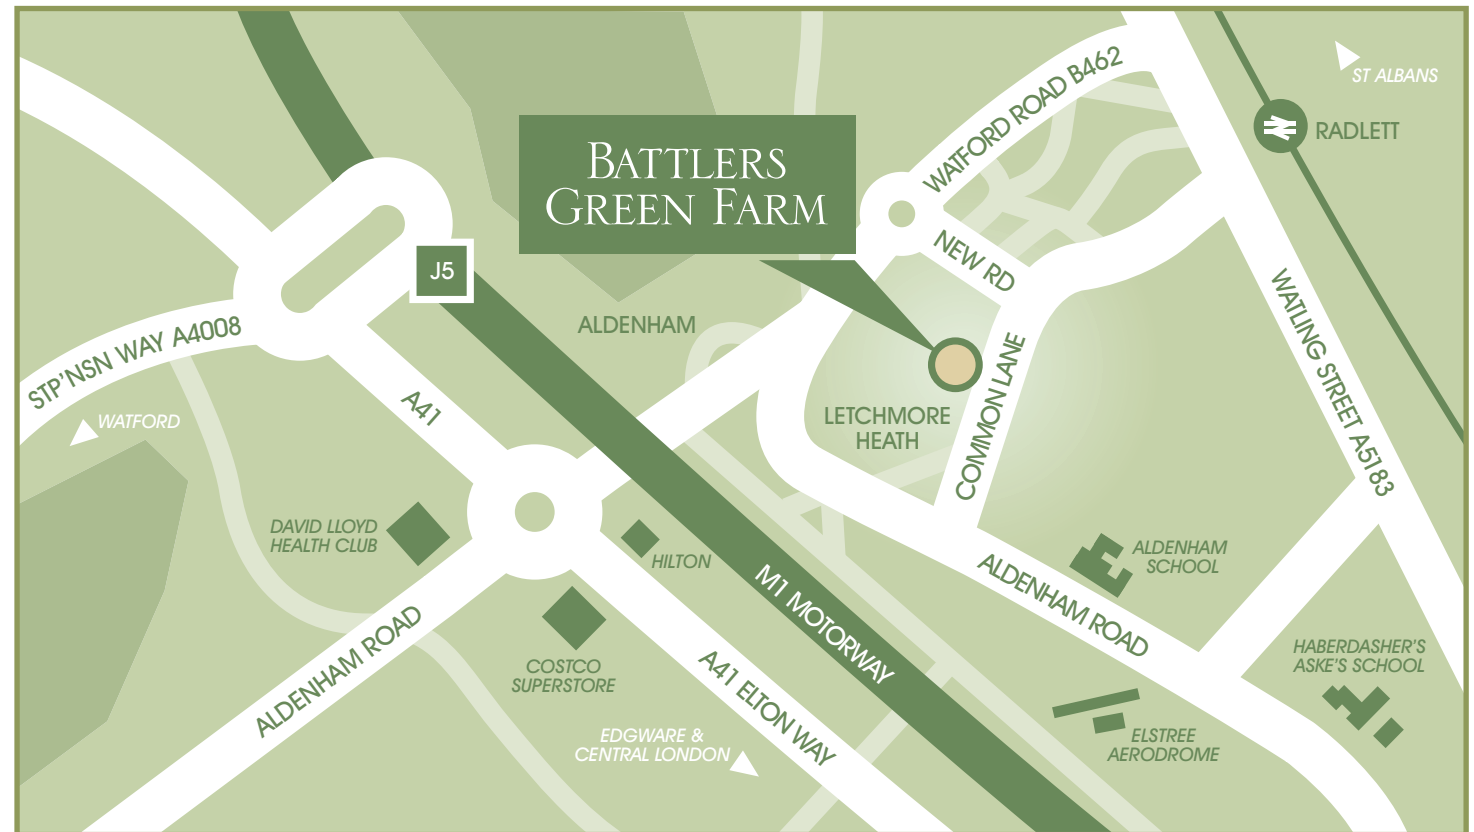 ST ALBANS
RADLETT
WATFORD ROAD B462
BATTLERS
GREEN FARM
NEW RD
J5
ALDENHAM
STP'NSN WAY A4008
WATLING STREET A5183
A41
COMMON LANE
LETCHMORE
HEATH
WATFORD
DAVID LLOYD
HEALTH CLUB
HILTON
M1 MOTORWAY
ALDENHAM ROAD
ALDENHAM
SCHOOL
ALDENHAM ROAD
COSTCO
SUPERSTORE
A41 ELTON WAY
HABERDASHER'S
ASKE'S SCHOOL
EDGWARE &
CENTRAL LONDON
ELSTREE
AERODROME